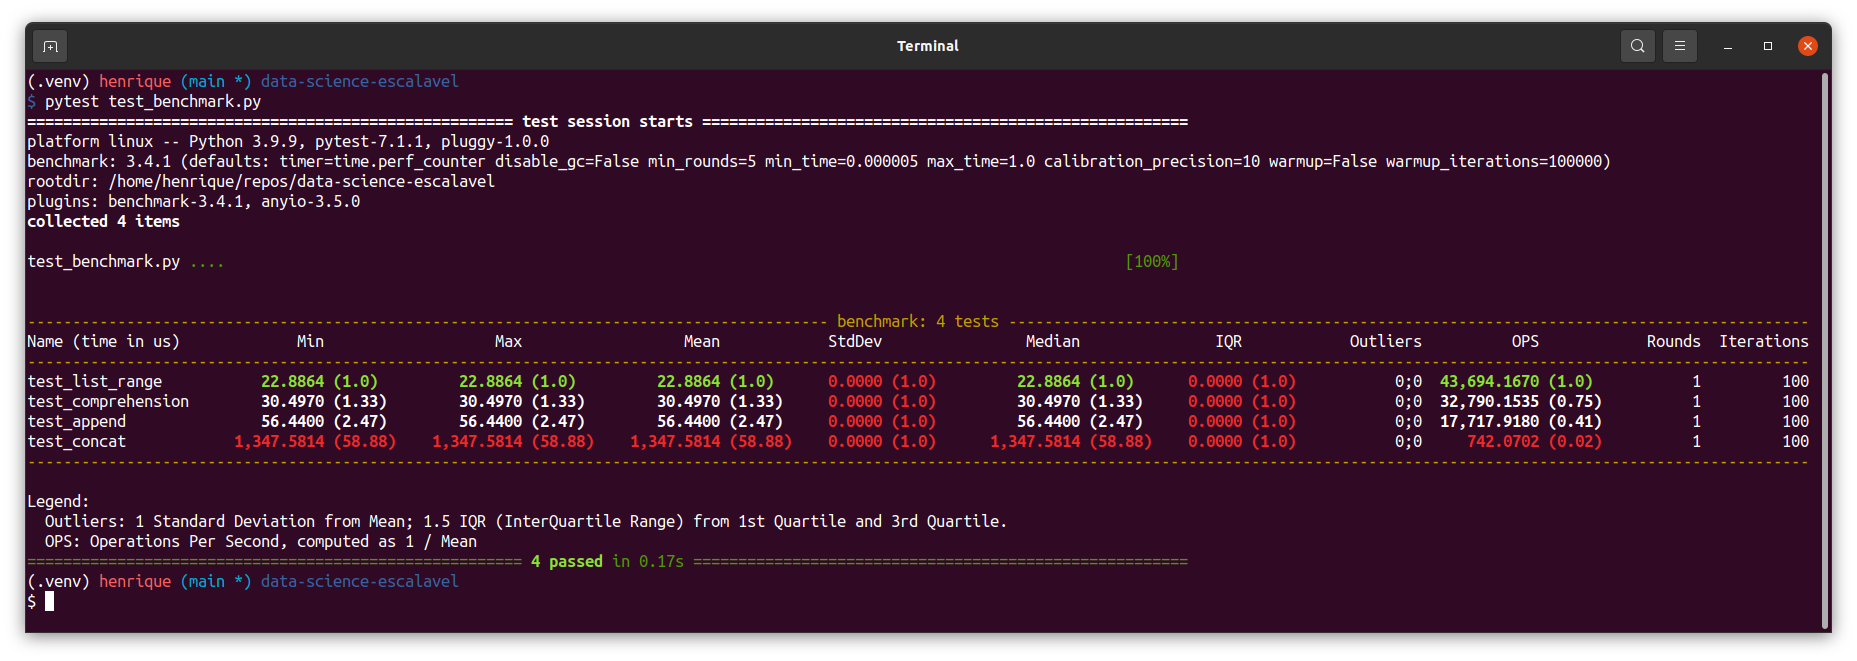 Terminal
(.venv) henrique (main *) data-science-escalavel
$ pytest test_benchmark.py
====================================================== test session starts ======================================================
platform linux -- Python 3.9.9, pytest-7.1.1, pluggy-1.0.0
benchmark: 3.4.1 (defaults: timer=time.perf_counter disable_gc=False min_rounds=5 min_time=0.000005 max_time=1.0 calibration_precision=10 warmup=False warmup_iterations=100000)
rootdir: /home/henrique/repos/data-science-escalavel
plugins: benchmark-3.4.1, anyio-3.5.0
collected 4 items
test_benchmark.py .... [100%]
----------------------------------------------------------------------------------------- benchmark: 4 tests -----------------------------------------------------------------------------------------
Name (time in us) Min Max Mean StdDev Median IQR Outliers OPS Rounds Iterations
------------------------------------------------------------------------------------------------------------------------------------------------------------------------------------------------------
test_list_range 22.8864 (1.0) 22.8864 (1.0) 22.8864 (1.0) 0.0000 (1.0) 22.8864 (1.0) 0.0000 (1.0) 0;0 43,694.1670 (1.0) 1 100
test_comprehension 30.4970 (1.33) 30.4970 (1.33) 30.4970 (1.33) 0.0000 (1.0) 30.4970 (1.33) 0.0000 (1.0) 0;0 32,790.1535 (0.75) 1 100
test_append 56.4400 (2.47) 56.4400 (2.47) 56.4400 (2.47) 0.0000 (1.0) 56.4400 (2.47) 0.0000 (1.0) 0;0 17,717.9180 (0.41) 1 100
test_concat 1,347.5814 (58.88) 1,347.5814 (58.88) 1,347.5814 (58.88) 0.0000 (1.0) 1,347.5814 (58.88) 0.0000 (1.0) 0;0 742.0702 (0.02) 1 100
------------------------------------------------------------------------------------------------------------------------------------------------------------------------------------------------------
Legend:
Outliers: 1 Standard Deviation from Mean; 1.5 IQR (InterQuartile Range) from 1st Quartile and 3rd Quartile.
OPS: Operations Per Second, computed as 1 / Mean
======================================================= 4 passed in 0.17s =======================================================
(.venv) henrique (main *) data-science-escalavel
$